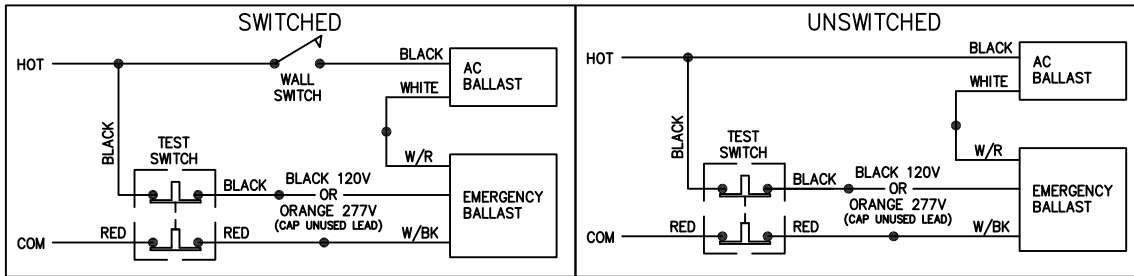 SWITCHED
HOT
WALL
SWITCH
BLACK
AC
BALLAST
WHITE
BLACK
TEST
SWITCH
W/R
BLACK
BLACK 120V
OR
ORANGE 277V
(CAP UNUSED LEAD)
EMERGENCY
BALLAST
COM
RED
RED
W/BK
UNSWITCHED
HOT
BLACK
AC
BALLAST
WHITE
BLACK
TEST
SWITCH
W/R
BLACK
BLACK 120V
OR
ORANGE 277V
(CAP UNUSED LEAD)
EMERGENCY
BALLAST
COM
RED
RED
W/BK